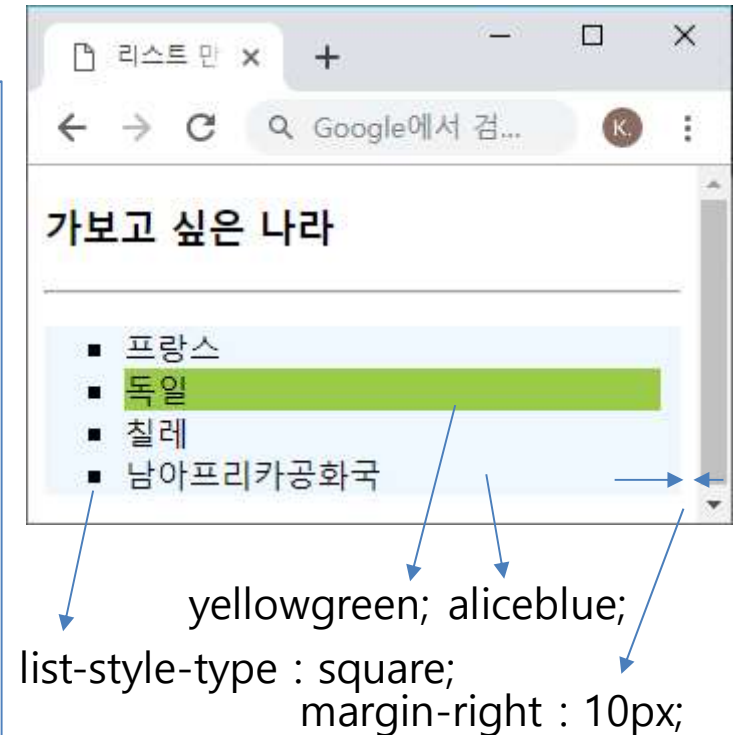 리스트 만
Google에서 검...
K.
가보고 싶은 나라
프랑스
독일
칠레
남아프리카공화국
yellowgreen; aliceblue;
list-style-type : square;
margin-right : 10px;